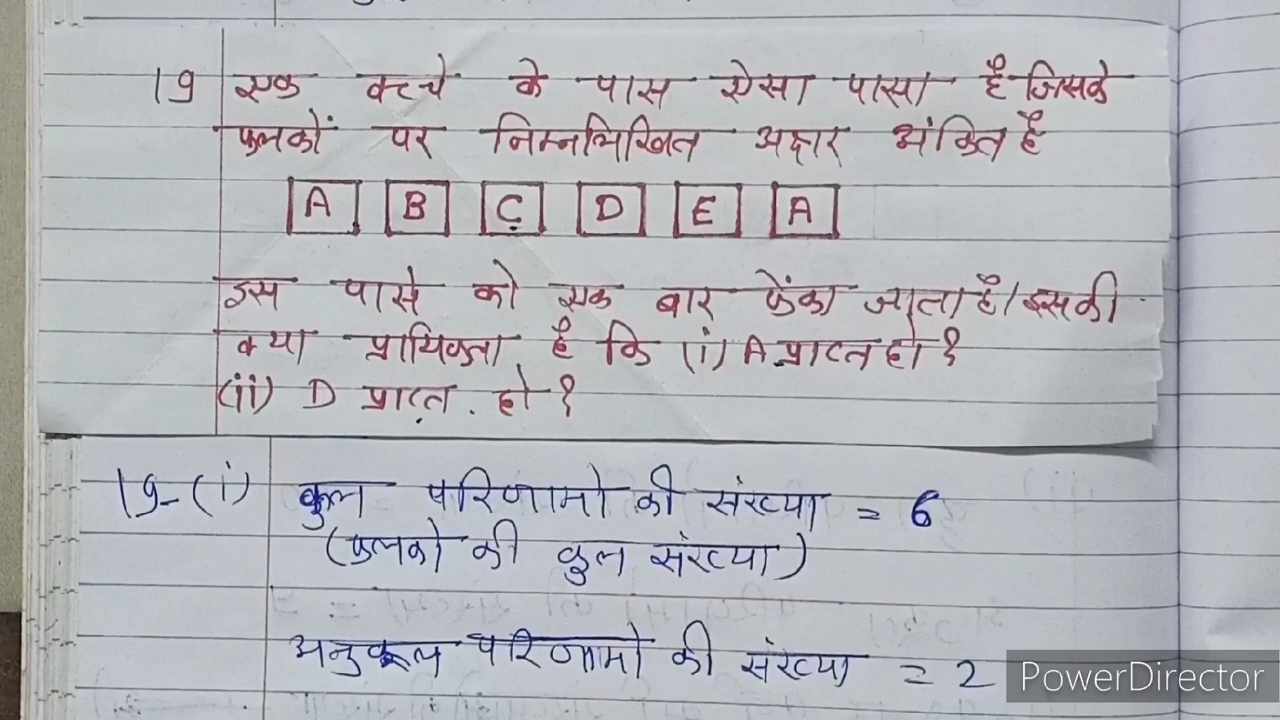 19 एक बच्चे के पास ऐसा पासा है जिसके
फलकों पर निम्नलिखित अक्षर अंकित है
A B C D E A
इस पासे को एक बार फेंका जाता है। इसकी
क्या प्रायिकता है कि (i) A प्राप्त हो?
(ii) D प्राप्त हो?
19-(i) कुल परिणामो की संख्या = 6
(फलको की कुल संख्या)
अनुकूल परिणामो की संख्या = 2
PowerDirector